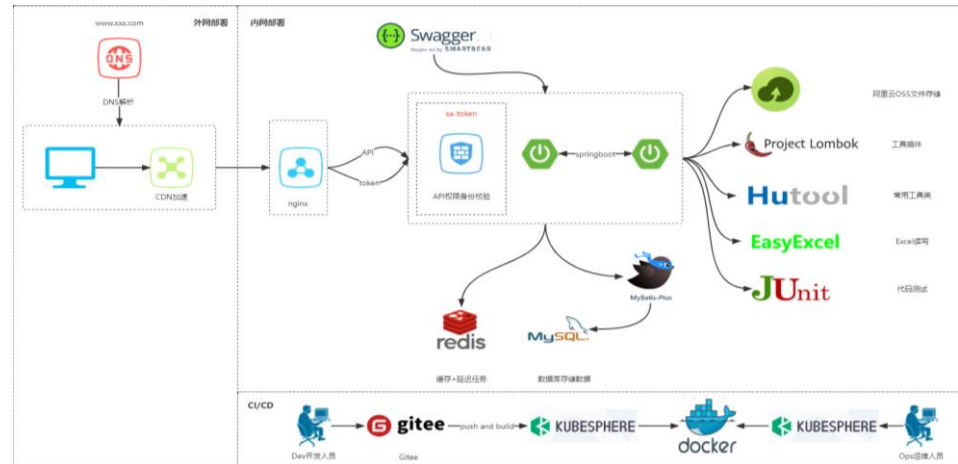 www.xxx.com
外网部署
内网部署
DNS
DNS解析
CDN加速
nginx
API
token
Swagger
SMARTBEAR
sa-token
API权限身份校验
springboot
阿里云OSS文件存储
Project Lombok
工具插件
Hutool
常用工具类
EasyExcel
Excel读写
JUnit
代码测试
redis
缓存+延迟任务
MyBatis-Plus
MySQL
数据库存储数据
CI/CD
Dev开发人员
gitee
Gitee
push and build
KUBESPHERE
docker
KUBESPHERE
Ops运维人员